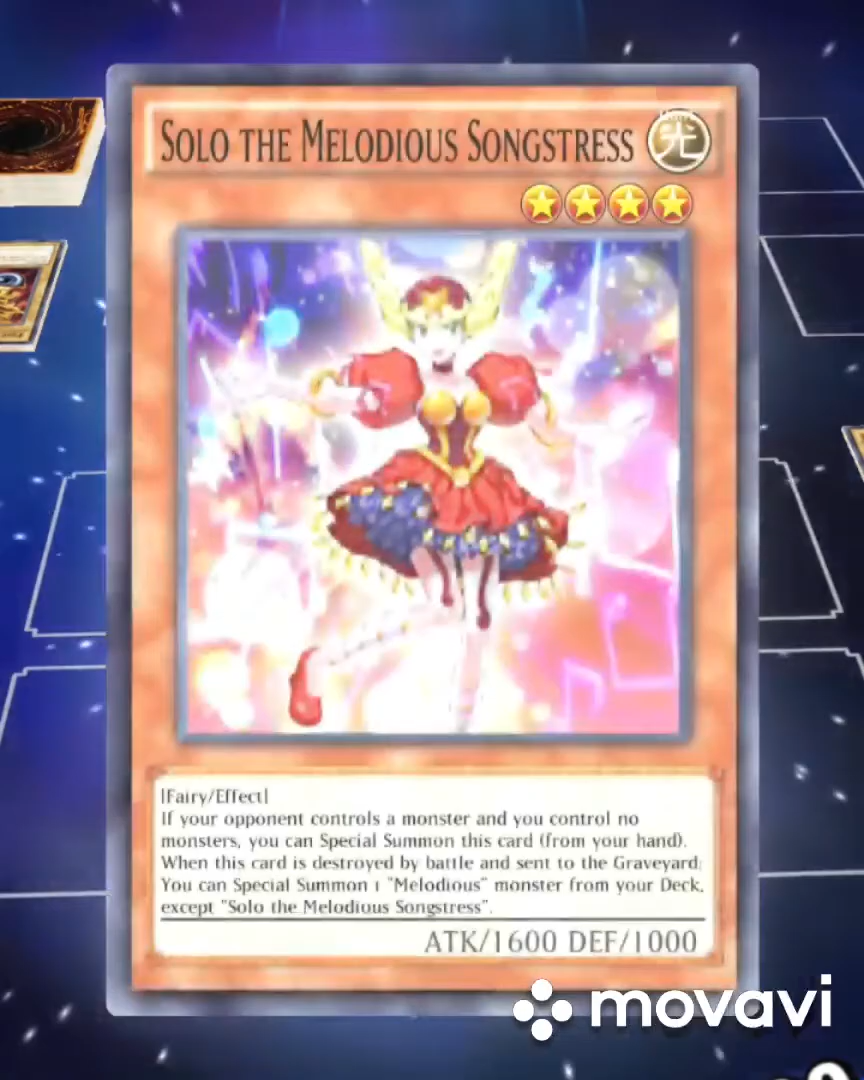 SOLO THE MELODIOUS SONGSTRESS
光
[Fairy/Effect]
If your opponent controls a monster and you control no
monsters, you can Special Summon this card (from your hand).
When this card is destroyed by battle and sent to the Graveyard:
You can Special Summon 1 "Melodious" monster from your Deck,
except "Solo the Melodious Songstress".
ATK/1600 DEF/1000
movavi